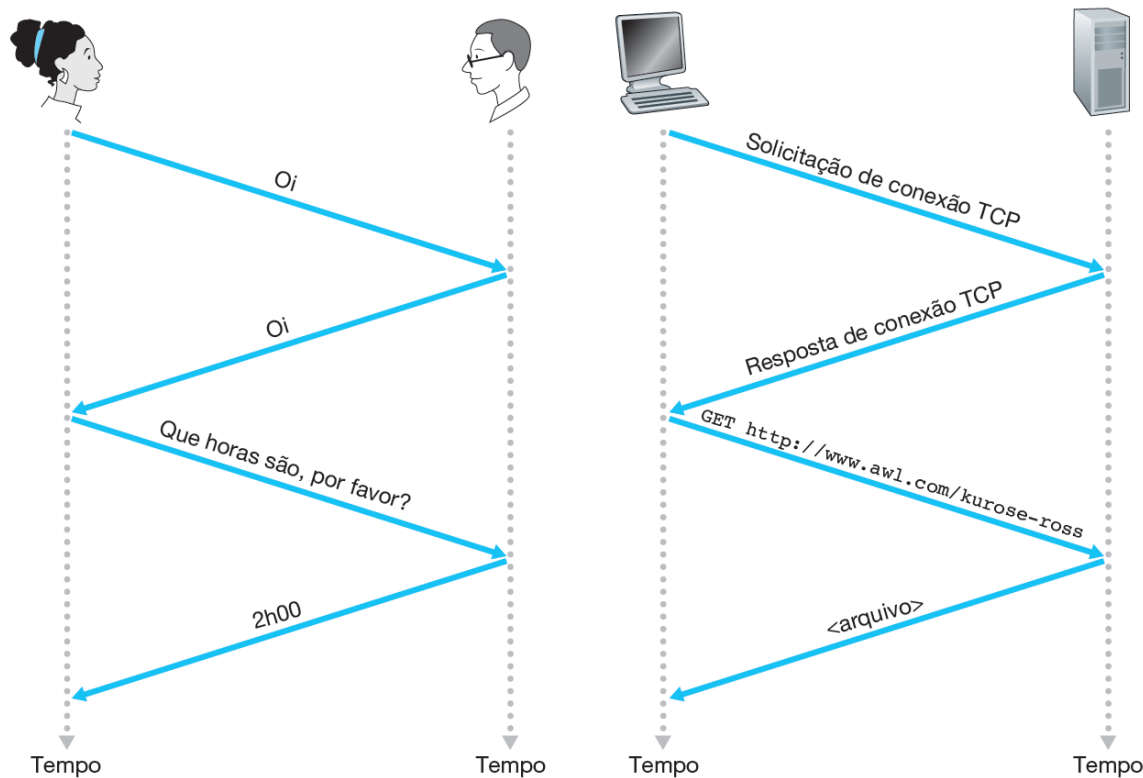 Oi
Oi
Que horas são, por favor?
2h00
Tempo
Tempo
Solicitação de conexão TCP
Resposta de conexão TCP
GET http://www.awl.com/kurose-ross
<arquivo>
Tempo
Tempo